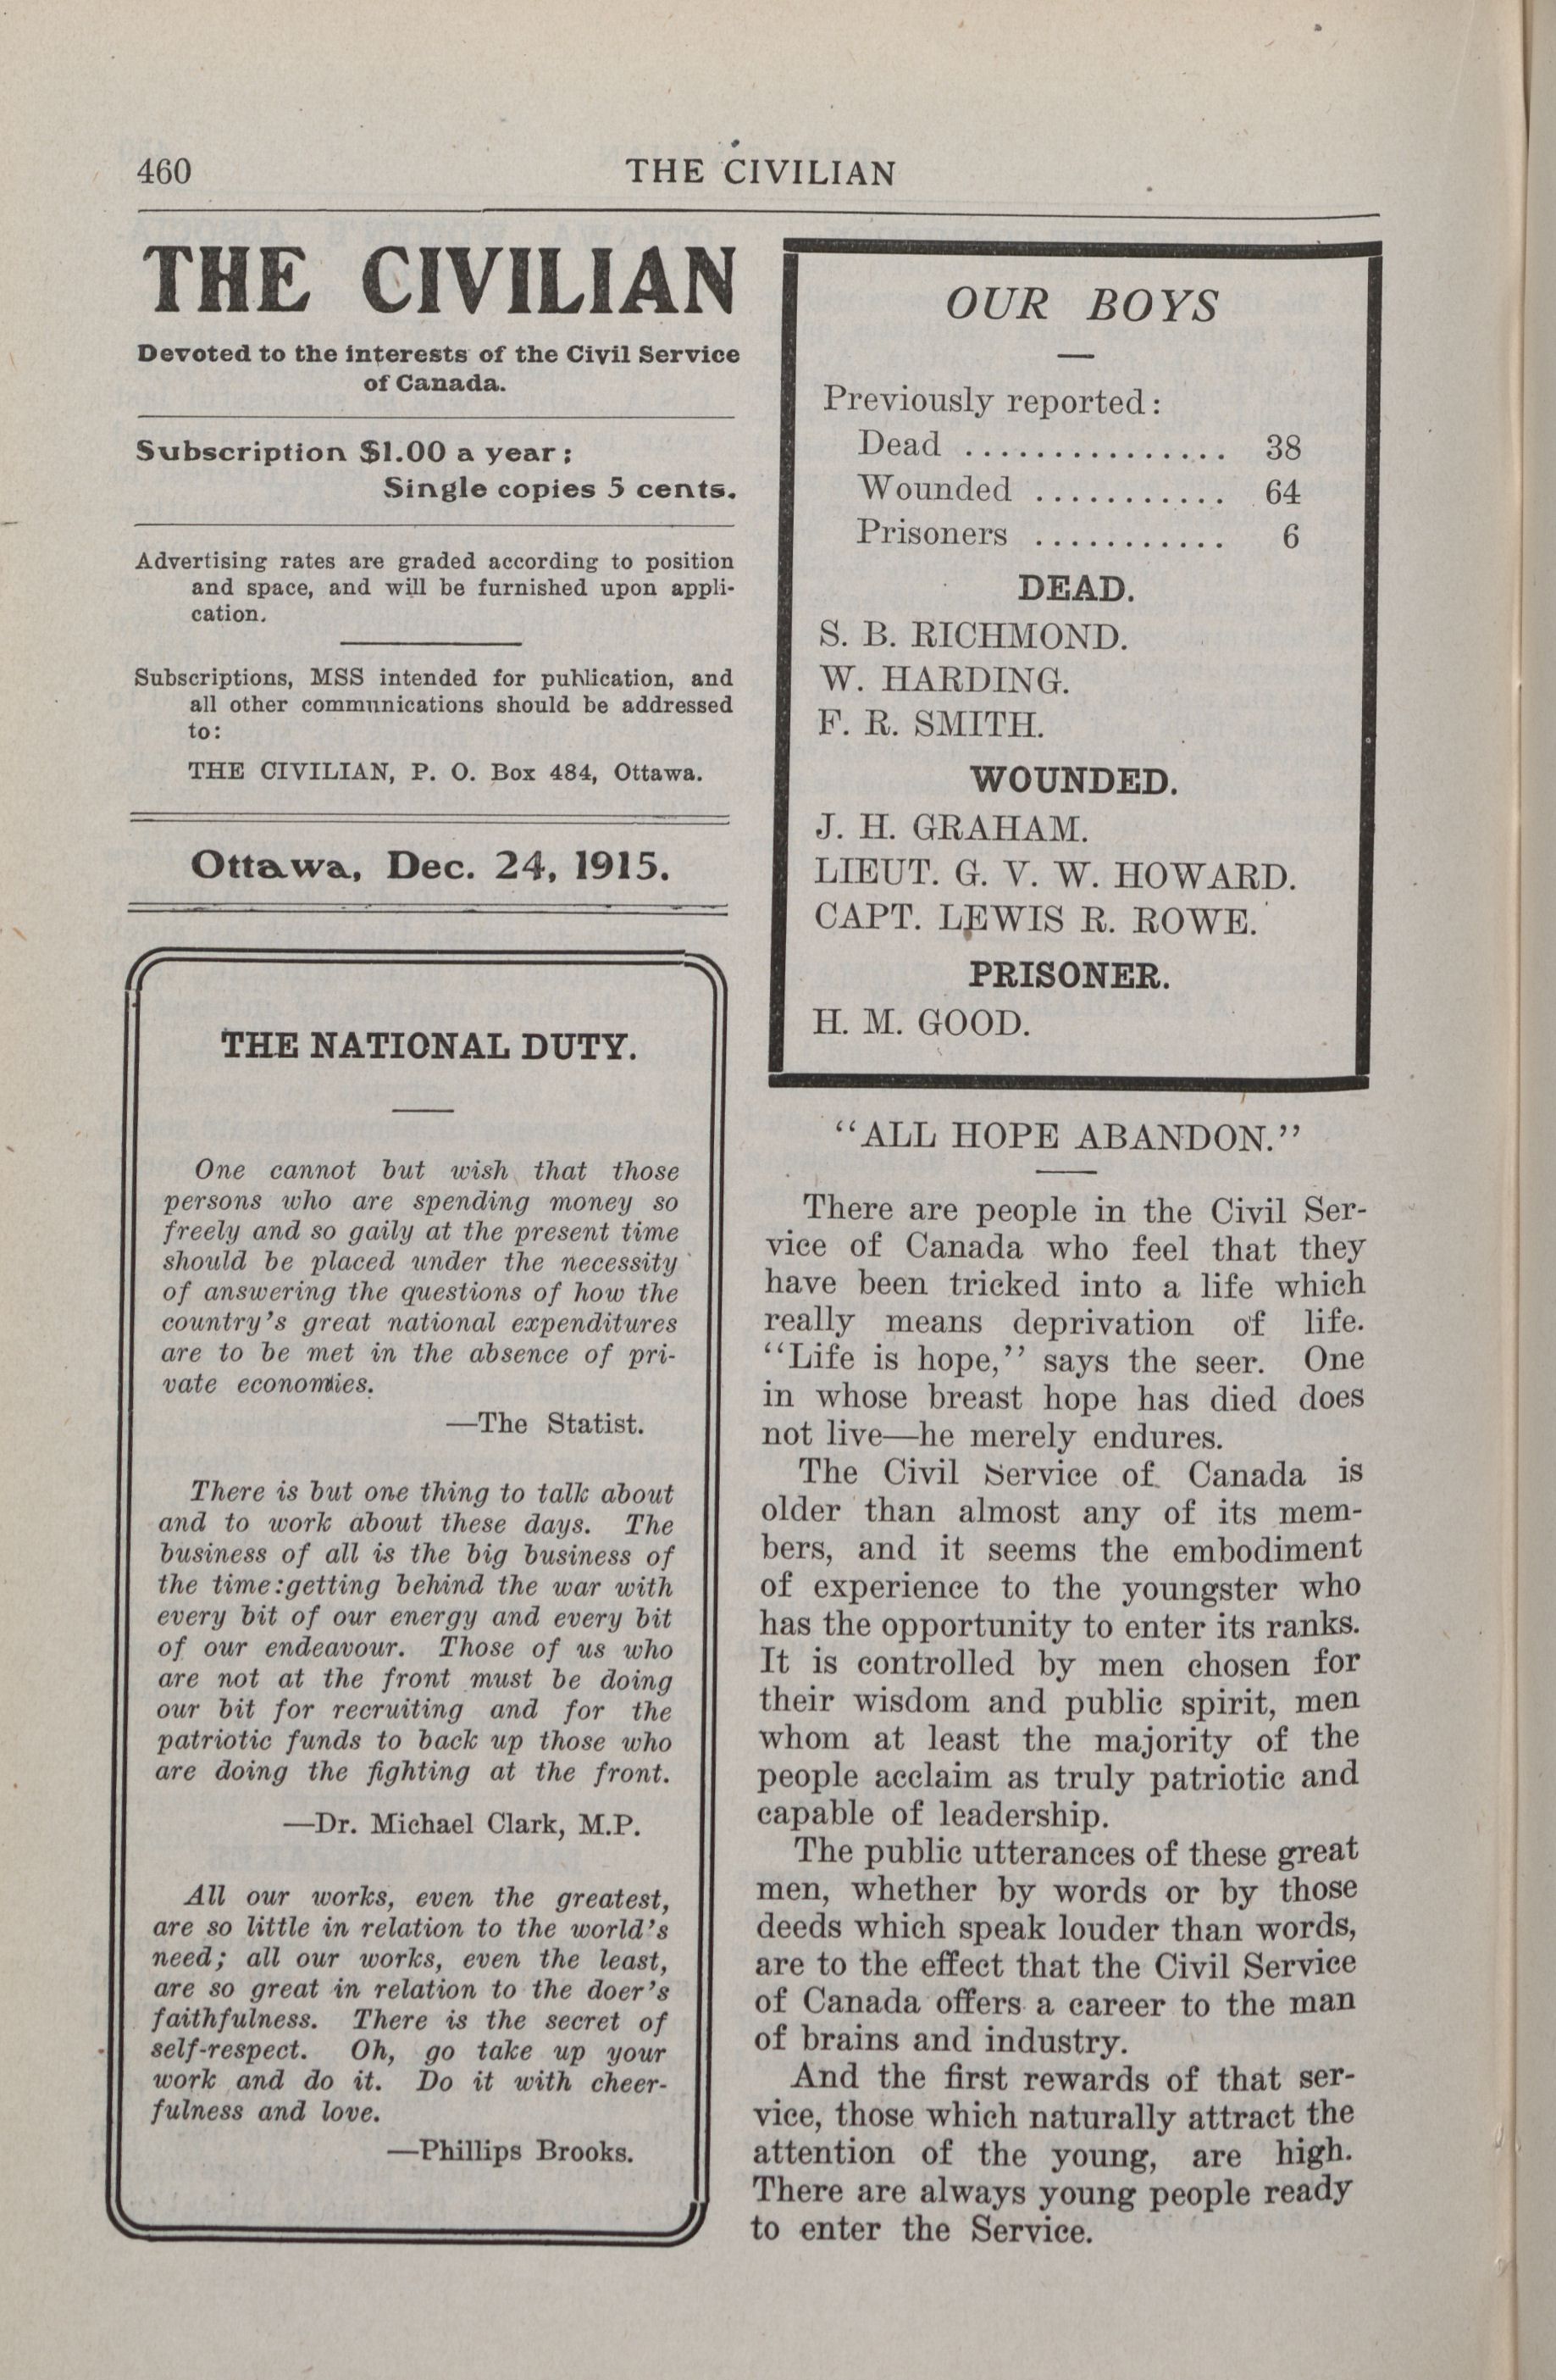 460
THE CIVILIAN
THE CIVILIAN
Devoted to the interests of the Civil Service
of Canada.
Subscription $1.00 a year;
Single copies 5 cents.
Advertising rates are graded according to position
and space, and will be furnished upon appli-
cation.
Subscriptions, MSS intended for publication, and
all other communications should be addressed
to:
THE CIVILIAN, P. O. Box 484, Ottawa.
Ottawa, Dec. 24, 1915.
THE NATIONAL DUTY.
One cannot but wish that those
persons who are spending money so
freely and so gaily at the present time
should be placed under the necessity
of answering the questions of how the
country's great national expenditures
are to be met in the absence of pri-
vate economies.
—The Statist.
There is but one thing to talk about
and to work about these days. The
business of all is the big business of
the time:getting behind the war with
every bit of our energy and every bit
of our endeavour. Those of us who
are not at the front must be doing
our bit for recruiting and for the
patriotic funds to back up those who
are doing the fighting at the front.
—Dr. Michael Clark, M.P.
All our works, even the greatest,
are so little in relation to the world's
need; all our works, even the least,
are so great in relation to the doer's
faithfulness. There is the secret of
self-respect. Oh, go take up your
work and do it. Do it with cheer-
fulness and love.
—Phillips Brooks.
OUR BOYS
Previously reported:
Dead ............... 38
Wounded ........... 64
Prisoners ........... 6
DEAD.
S. B. RICHMOND.
W. HARDING.
F. R. SMITH.
WOUNDED.
J. H. GRAHAM.
LIEUT. G. V. W. HOWARD.
CAPT. LEWIS R. ROWE.
PRISONER.
H. M. GOOD.
"ALL HOPE ABANDON."
There are people in the Civil Ser-
vice of Canada who feel that they
have been tricked into a life which
really means deprivation of life.
"Life is hope," says the seer. One
in whose breast hope has died does
not live—he merely endures.
The Civil Service of Canada is
older than almost any of its mem-
bers, and it seems the embodiment
of experience to the youngster who
has the opportunity to enter its ranks.
It is controlled by men chosen for
their wisdom and public spirit, men
whom at least the majority of the
people acclaim as truly patriotic and
capable of leadership.
The public utterances of these great
men, whether by words or by those
deeds which speak louder than words,
are to the effect that the Civil Service
of Canada offers a career to the man
of brains and industry.
And the first rewards of that ser-
vice, those which naturally attract the
attention of the young, are high.
There are always young people ready
to enter the Service.